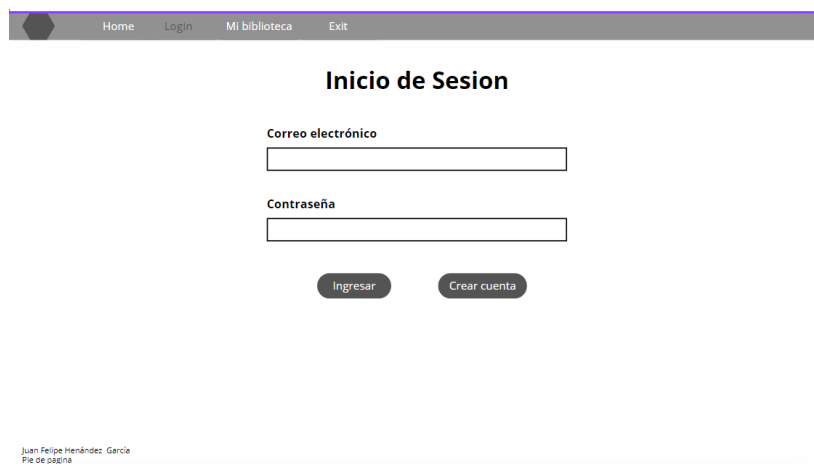 Home Login Mi biblioteca Exit
Inicio de Sesion
Correo electrónico
Contraseña
Ingresar Crear cuenta
Juan Felipe Henández García
Pie de pagina